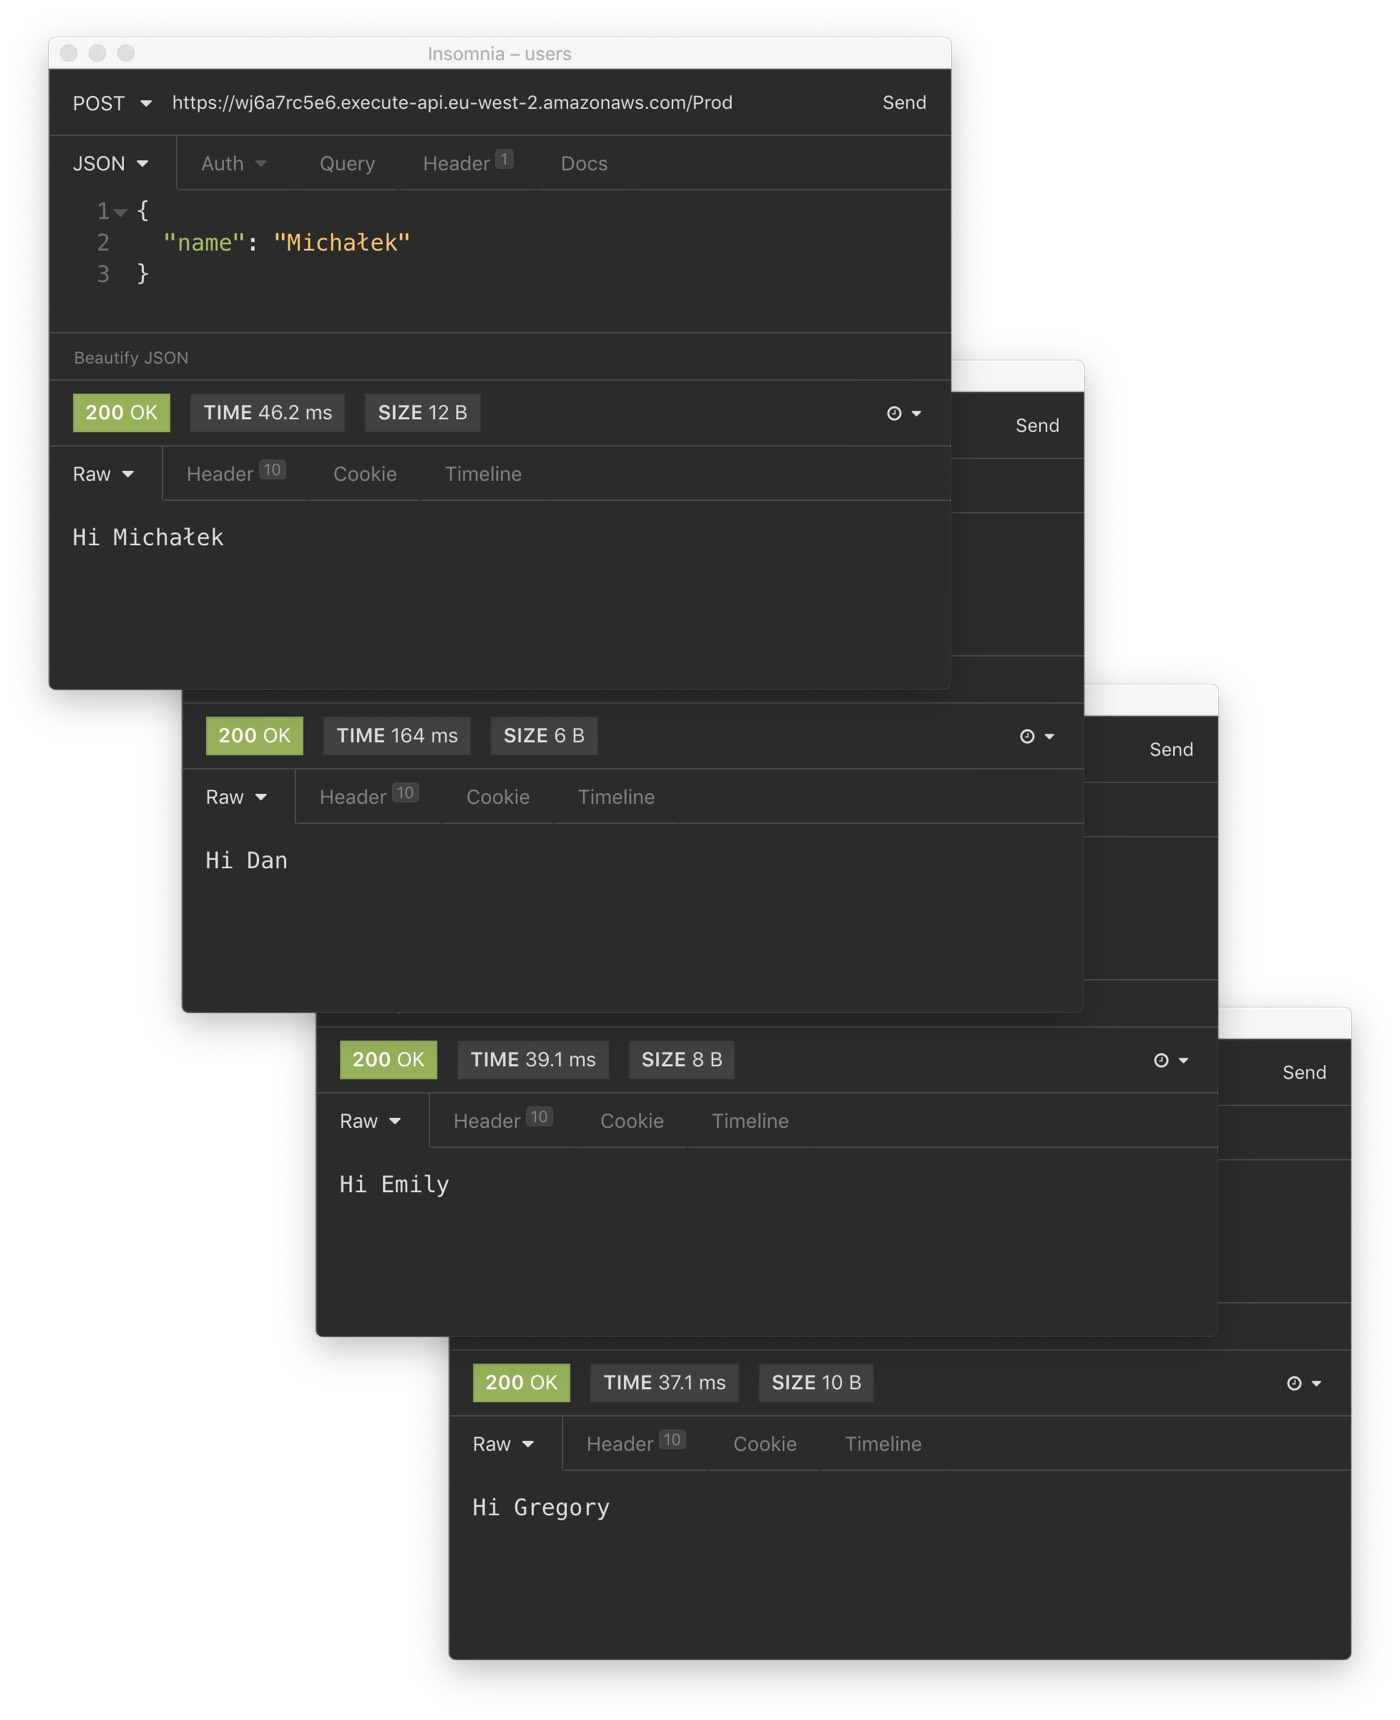 Insomnia – users
POST https://wj6a7rc5e6.execute-api.eu-west-2.amazonaws.com/Prod Send
JSON Auth Query Header 1 Docs
1 {
2 "name": "Michałek"
3 }
Beautify JSON
200 OK TIME 46.2 ms SIZE 12 B
Raw Header 10 Cookie Timeline
Hi Michałek
Send
200 OK TIME 164 ms SIZE 6 B
Raw Header 10 Cookie Timeline
Hi Dan
Send
200 OK TIME 39.1 ms SIZE 8 B
Raw Header 10 Cookie Timeline
Hi Emily
Send
200 OK TIME 37.1 ms SIZE 10 B
Raw Header 10 Cookie Timeline
Hi Gregory